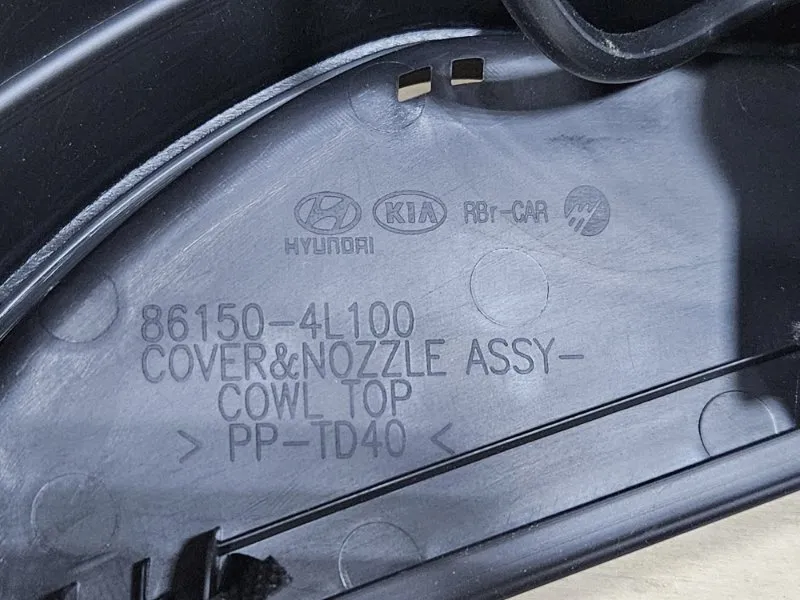 HYUNDAI
KIA RBr-CAR
86150-4L100
COVER&NOZZLE ASSY-
COWL TOP
> PP-TD40 <